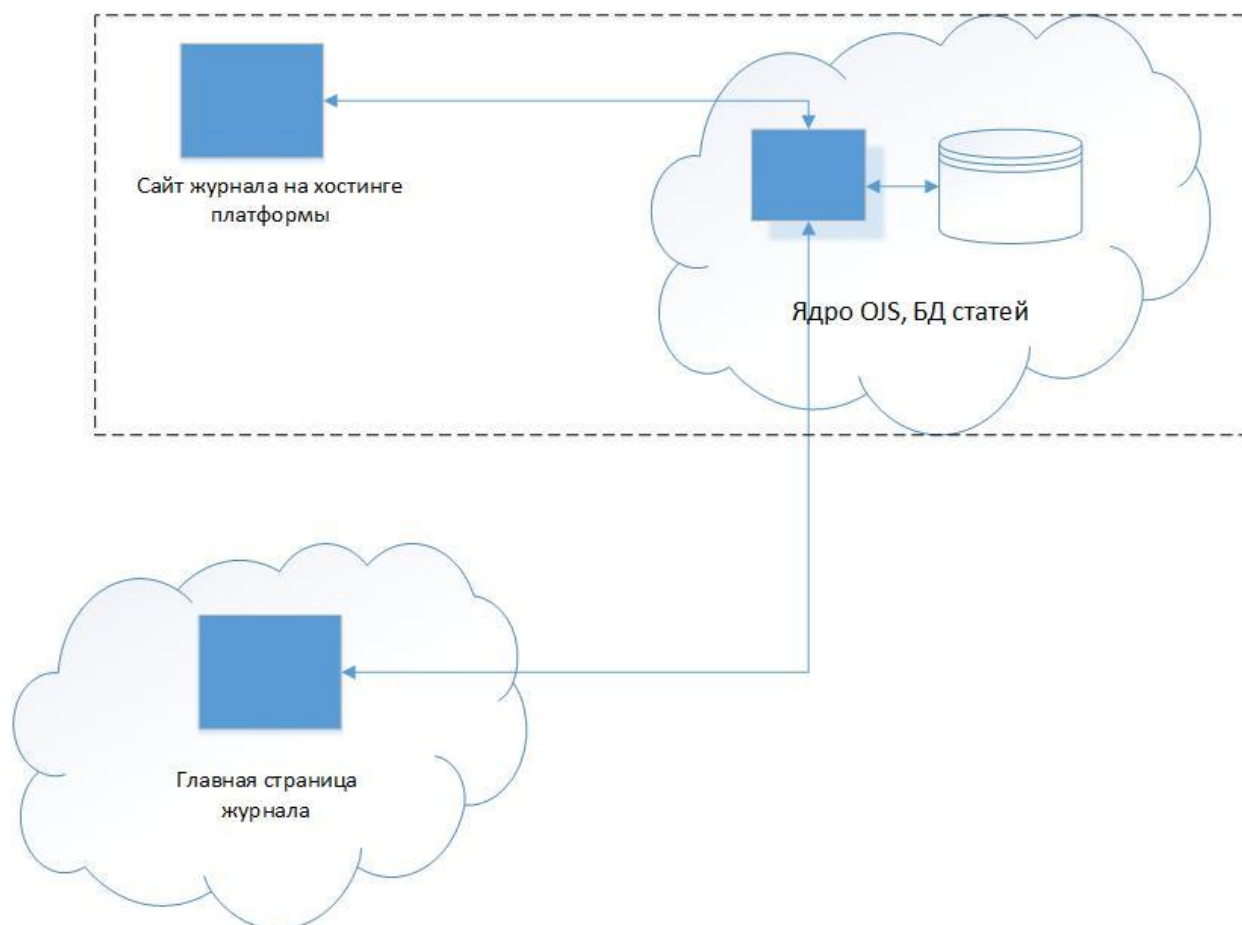 Сайт журнала на хостинге
платформы
Ядро OJS, БД статей
Главная страница
журнала